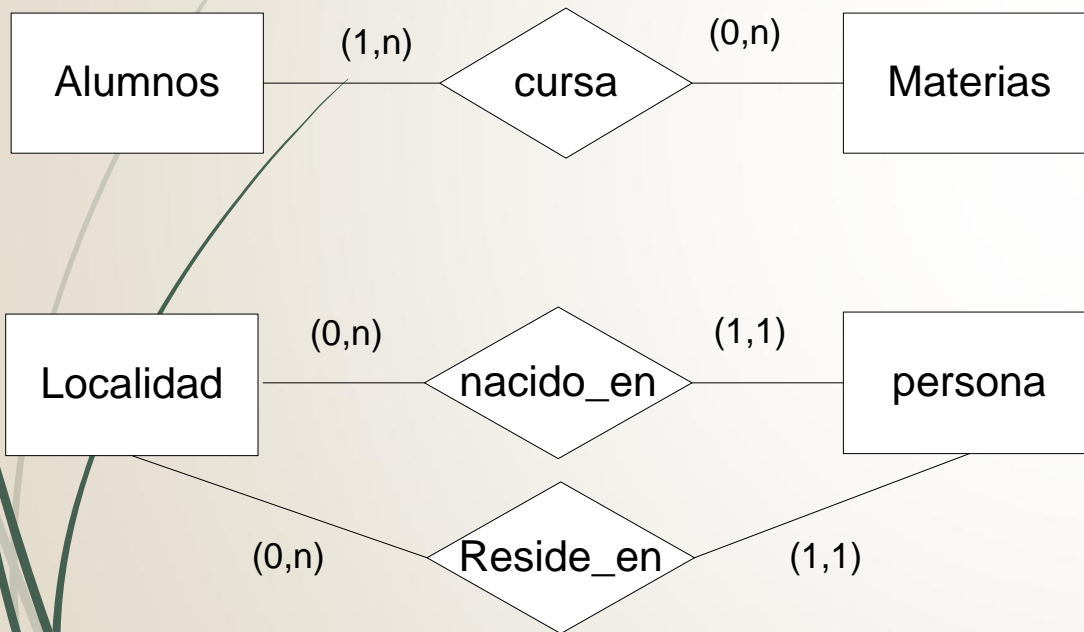 (1,n) (0,n)
Alumnos cursa Materias
(0,n) (1,1)
Localidad nacido_en persona
(0,n) Reside_en (1,1)